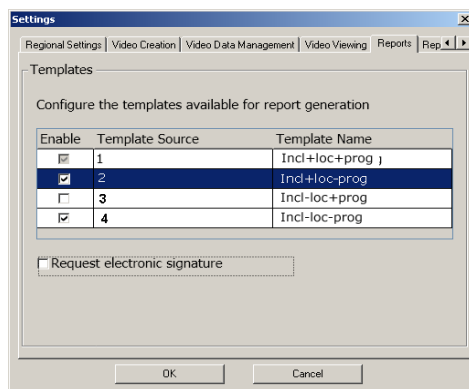 Settings
Regional Settings Video Creation Video Data Management Video Viewing Reports Rep
Templates
Configure the templates available for report generation
Enable Template Source Template Name
1 Incl+loc+prog
2 Incl+loc-prog
3 Incl-loc+prog
4 Incl-loc-prog
Request electronic signature
OK Cancel